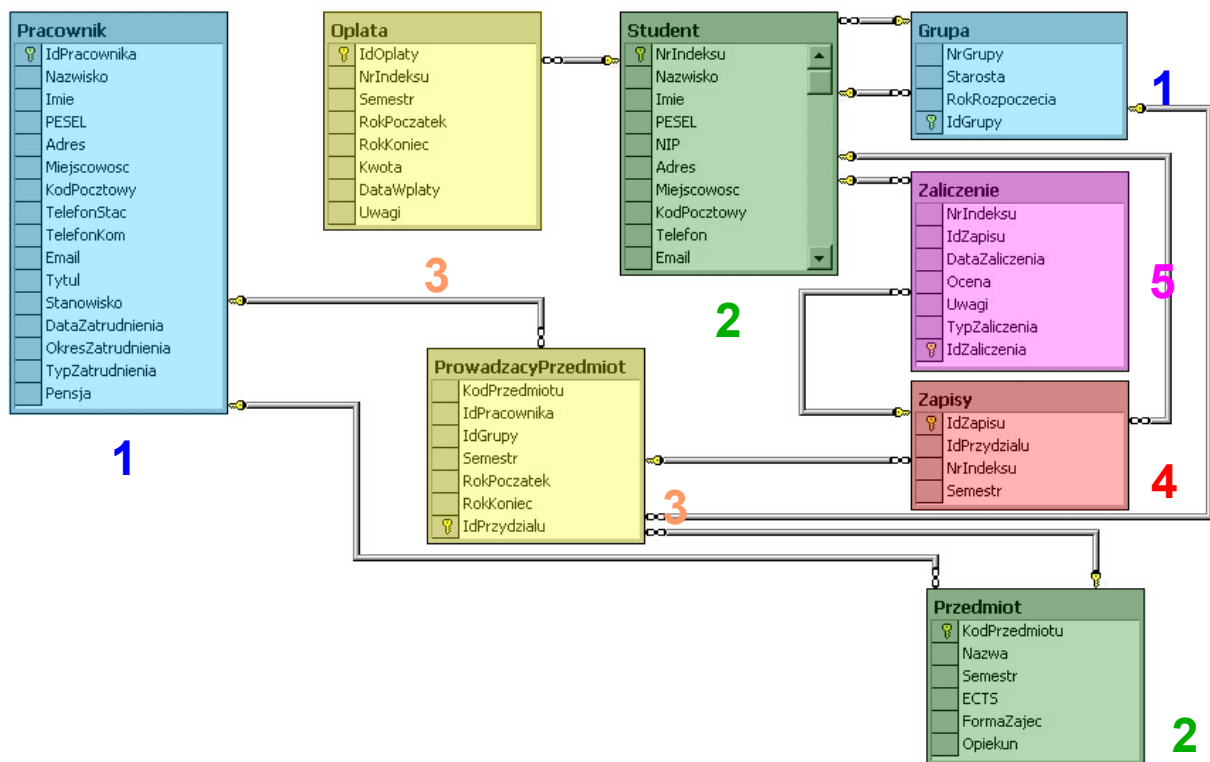 Pracownik
IdPracownika
Nazwisko
Imie
PESEL
Adres
Miejscowosc
KodPocztowy
TelefonStac
TelefonKom
Email
Tytul
Stanowisko
DataZatrudnienia
OkresZatrudnienia
TypZatrudnienia
Pensja
1
Oplata
IdOplaty
NrIndeksu
Semestr
RokPoczatek
RokKoniec
Kwota
DataWplaty
Uwagi
3
Student
NrIndeksu
Nazwisko
Imie
PESEL
NIP
Adres
Miejscowosc
KodPocztowy
Telefon
Email
2
Grupa
NrGrupy
Starosta
RokRozpoczecia
IdGrupy
1
Zaliczenie
NrIndeksu
IdZapisu
DataZaliczenia
Ocena
Uwagi
TypZaliczenia
IdZaliczenia
5
ProwadzacyPrzedmiot
KodPrzedmiotu
IdPracownika
IdGrupy
Semestr
RokPoczatek
RokKoniec
IdPrzydzialu
3
Zapisy
IdZapisu
IdPrzydzialu
NrIndeksu
Semestr
4
Przedmiot
KodPrzedmiotu
Nazwa
Semestr
ECTS
FormaZajec
Opiekun
2